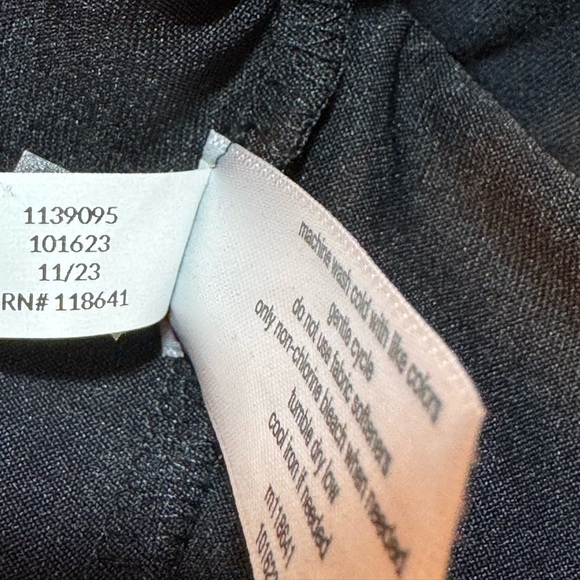 1139095
101623
11/23
RN# 118641
machine wash cold with like colors
gentle cycle
do not use fabric softeners
only non-chlorine bleach when needed.
tumble dry low
cool iron if needed
rn118641